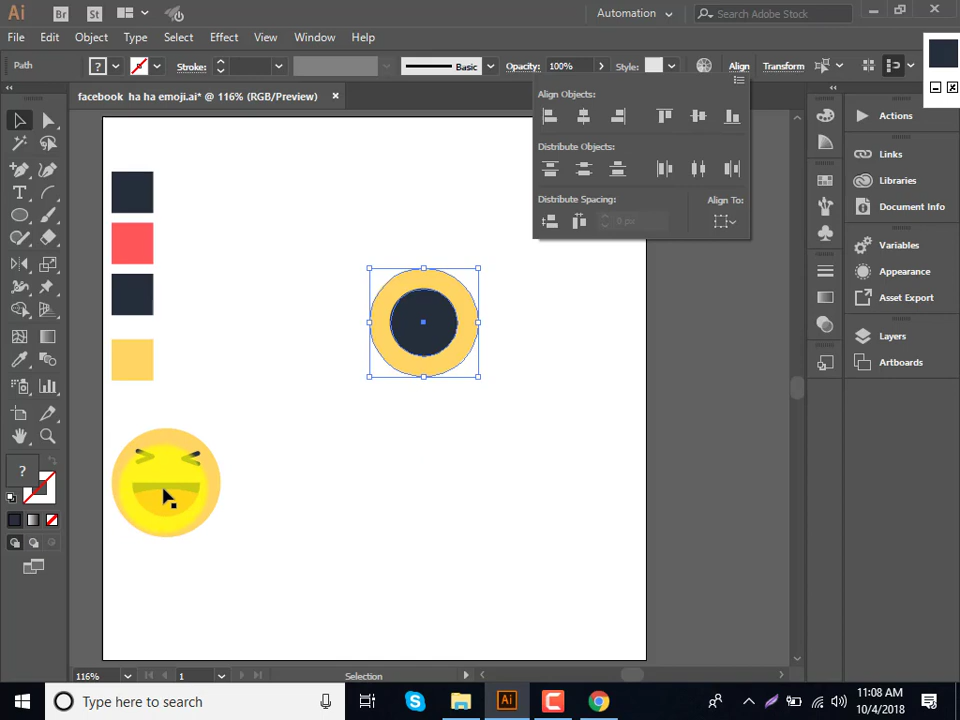 Ai Br St Automation Search Adobe Stock
File Edit Object Type Select Effect View Window Help
Path ? Stroke: Basic Opacity: 100% Style: Align Transform
facebook ha ha emoji.ai* @ 116% (RGB/Preview) ×
Align Objects:
Distribute Objects:
Distribute Spacing: Align To:
0 px
Actions
Links
Libraries
Document Info
Variables
Appearance
Asset Export
Layers
Artboards
T
?
116% 1 Selection
Type here to search
Ai
11:08 AM
10/4/2018